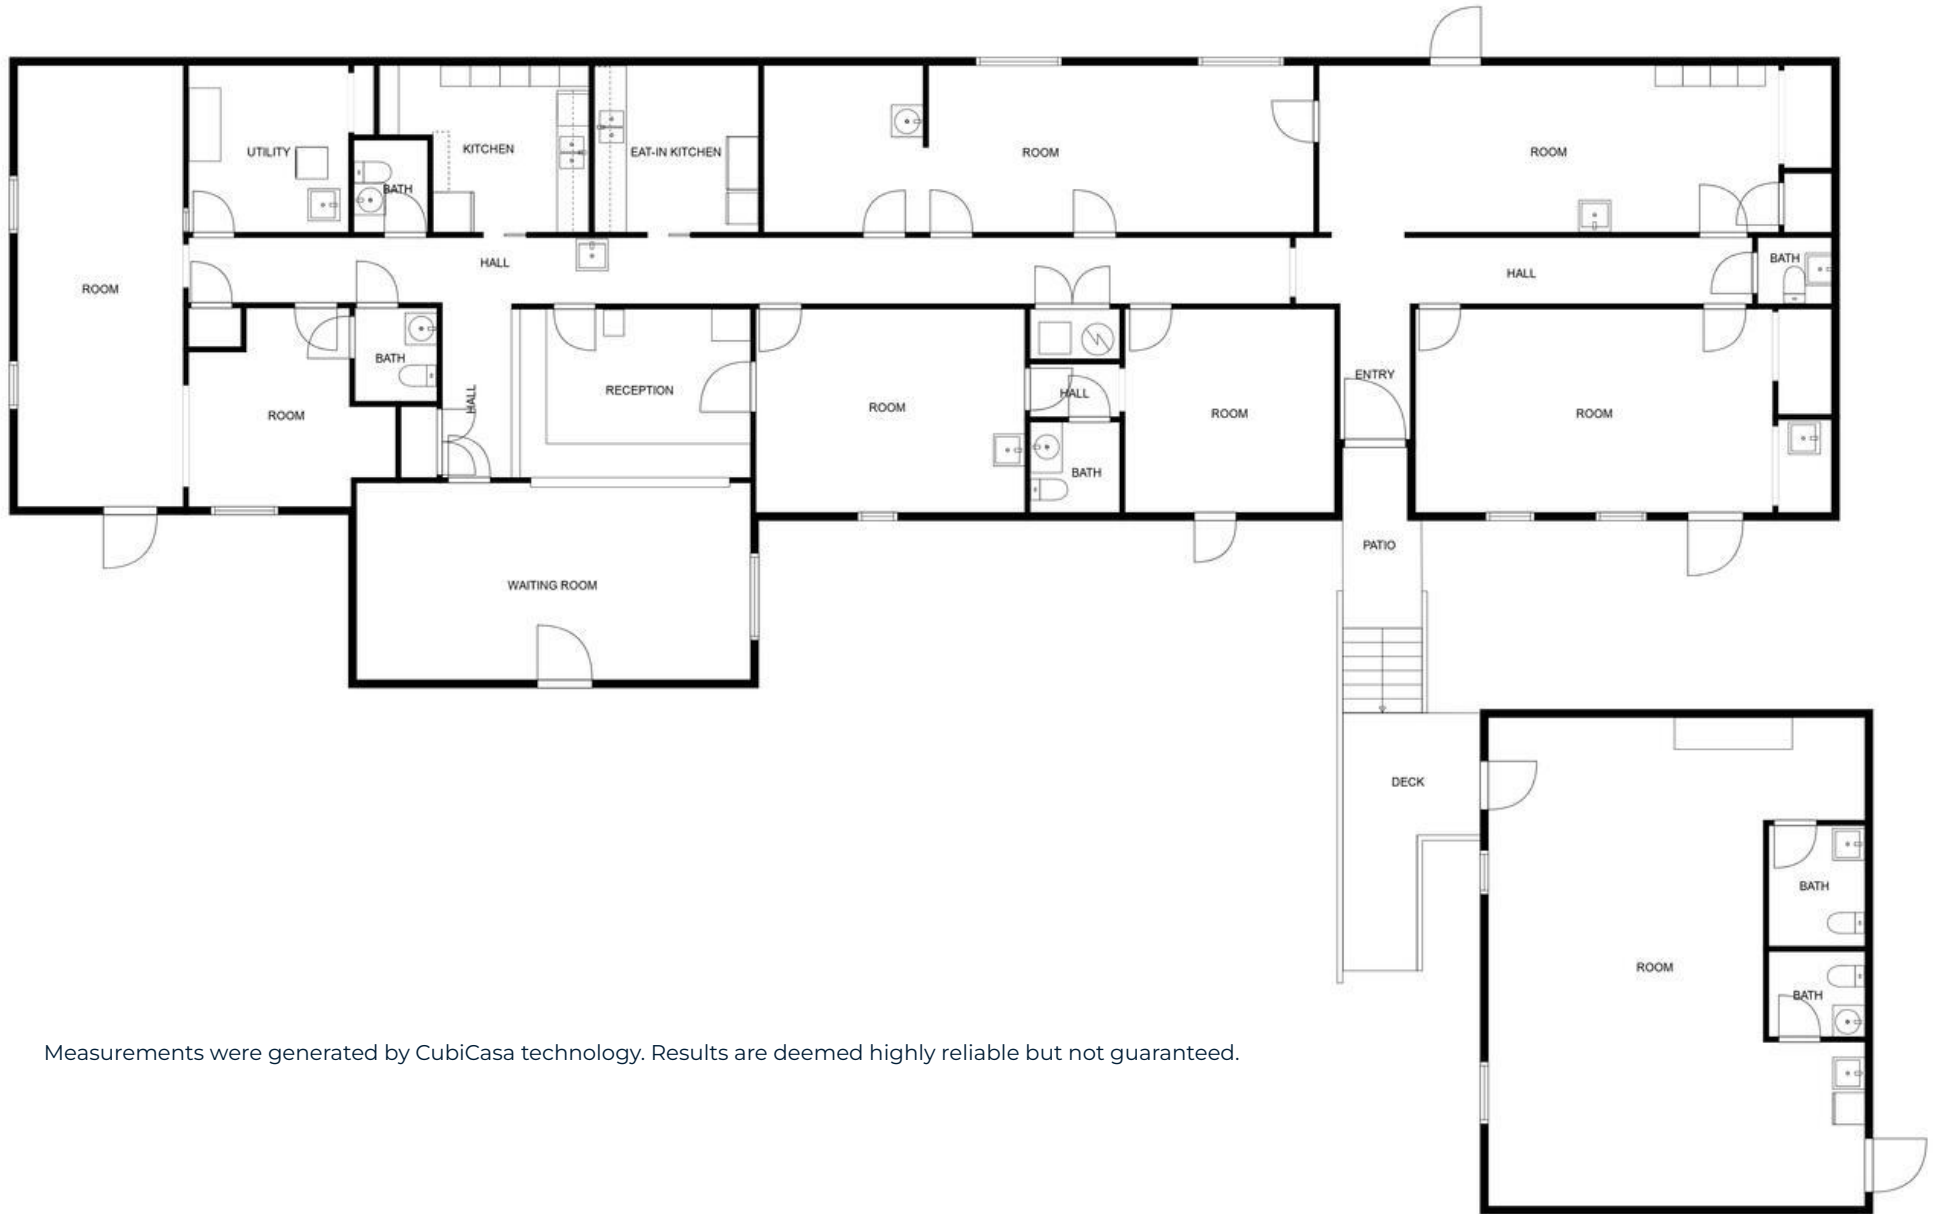 UTILITY
BATH
KITCHEN
EAT-IN KITCHEN
ROOM
ROOM
HALL
HALL
BATH
ROOM
BATH
ROOM
HALL
RECEPTION
ROOM
HALL
BATH
ROOM
ENTRY
ROOM
WAITING ROOM
PATIO
DECK
BATH
ROOM
BATH
Measurements were generated by CubiCasa technology. Results are deemed highly reliable but not guaranteed.